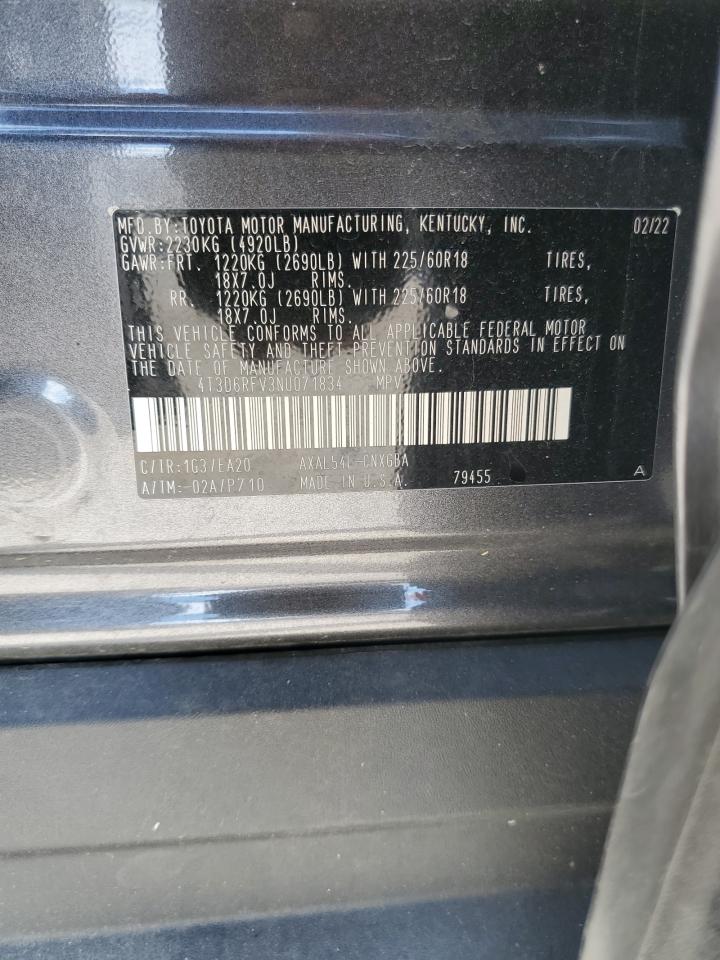 MFD.BY:TOYOTA MOTOR MANUFACTURING, KENTUCKY, INC. 02/22
GVWR:2230KG (4920LB)
GAWR:FRT. 1220KG (2690LB) WITH 225/60R18 TIRES,
18X7.0J RIMS.
RR. 1220KG (2690LB) WITH 225/60R18 TIRES,
18X7.0J RIMS.
THIS VEHICLE CONFORMS TO ALL APPLICABLE FEDERAL MOTOR
VEHICLE SAFETY AND THEFT PREVENTION STANDARDS IN EFFECT ON
THE DATE OF MANUFACTURE SHOWN ABOVE.
4T3D6RFV3NU071834 MPV
C/TR:1G3/EA20 AXAL54L-CNXGBA
A/TM:-02A/P710 MADE IN U.S.A. 79455 A